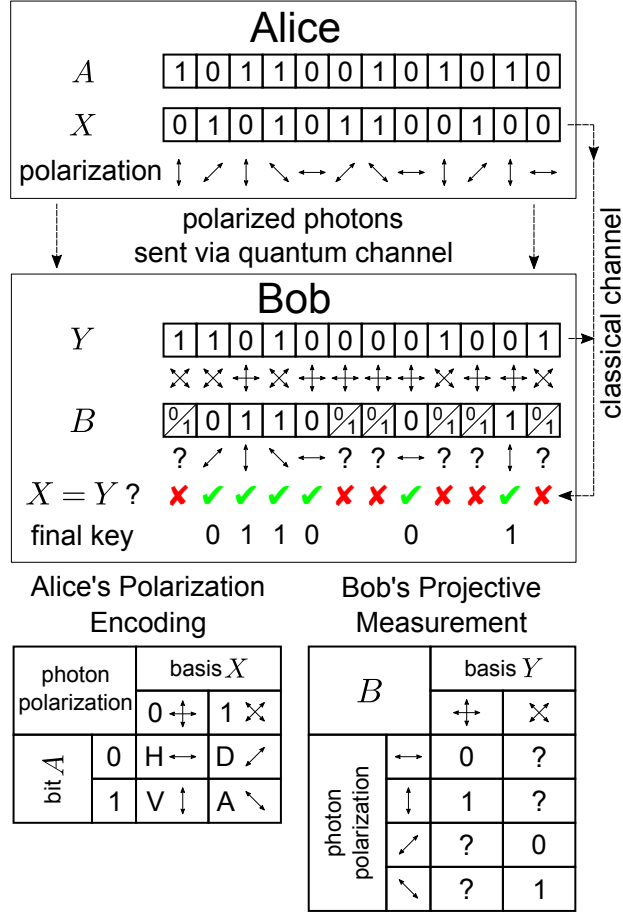 Alice
A 1 0 1 1 0 0 1 0 1 0 1 0
X 0 1 0 1 0 1 1 0 0 1 0 0
polarization ↕ ⤢ ↕ ⤡ ↔ ⤢ ⤡ ↔ ↕ ⤢ ↕ ↔
polarized photons
sent via quantum channel
classical channel
Bob
Y 1 1 0 1 0 0 0 0 1 0 0 1
B 0/1 0 1 1 0 0/1 0/1 0 0/1 0/1 1 0/1
? ⤢ ↕ ⤡ ↔ ? ? ↔ ? ? ↕ ?
X = Y ? ✘ ✔ ✔ ✔ ✔ ✘ ✘ ✔ ✘ ✘ ✔ ✘
final key 0 1 1 0 0 1
Alice's Polarization
Encoding
photon
polarization
basis X
0 1
bit A
0 H ↔ D ⤢
1 V ↕ A ⤡
Bob's Projective
Measurement
B
basis Y
photon
polarization
↔ 0 ?
↕ 1 ?
⤢ ? 0
⤡ ? 1